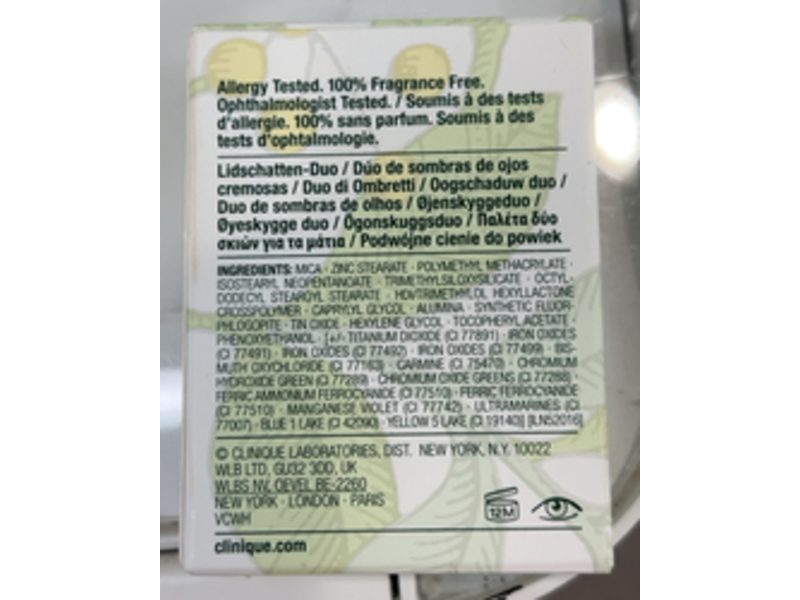 Allergy Tested. 100% Fragrance Free.
Ophthalmologist Tested. / Soumis à des tests
d'allergie. 100% sans parfum. Soumis à des
tests d'ophtalmologie.
Lidschatten-Duo / Dúo de sombras de ojos
cremosas / Duo di Ombretti / Oogschaduw duo /
Duo de sombras de olhos / Øjenskyggeduo /
Øyeskygge duo / Ögonskuggsduo / Παλέτα δύο
σκιών για τα μάτια / Podwójne cienie do powiek
INGREDIENTS: MICA · ZINC STEARATE · POLYMETHYL METHACRYLATE ·
ISOSTEARYL NEOPENTANOATE · TRIMETHYLSILOXYSILICATE · OCTYL-
DODECYL STEAROYL STEARATE · HDI/TRIMETHYLOL HEXYLLACTONE
CROSSPOLYMER · CAPRYLYL GLYCOL · ALUMINA · SYNTHETIC FLUOR-
PHLOGOPITE · TIN OXIDE · HEXYLENE GLYCOL · TOCOPHERYL ACETATE ·
PHENOXYETHANOL · [+/- TITANIUM DIOXIDE (CI 77891) · IRON OXIDES
(CI 77491) · IRON OXIDES (CI 77492) · IRON OXIDES (CI 77499) · BIS-
MUTH OXYCHLORIDE (CI 77163) · CARMINE (CI 75470) · CHROMIUM
HYDROXIDE GREEN (CI 77289) · CHROMIUM OXIDE GREENS (CI 77288) ·
FERRIC AMMONIUM FERROCYANIDE (CI 77510) · FERRIC FERROCYANIDE
(CI 77510) · MANGANESE VIOLET (CI 77742) · ULTRAMARINES (CI
77007) · BLUE 1 LAKE (CI 42090) · YELLOW 5 LAKE (CI 19140)] [ILN52016]
© CLINIQUE LABORATORIES, DIST. NEW YORK, N.Y. 10022
WLB LTD, GU32 3DD, UK
WLBS NV, OEVEL BE-2260
NEW YORK · LONDON · PARIS
VCWH
12M
clinique.com